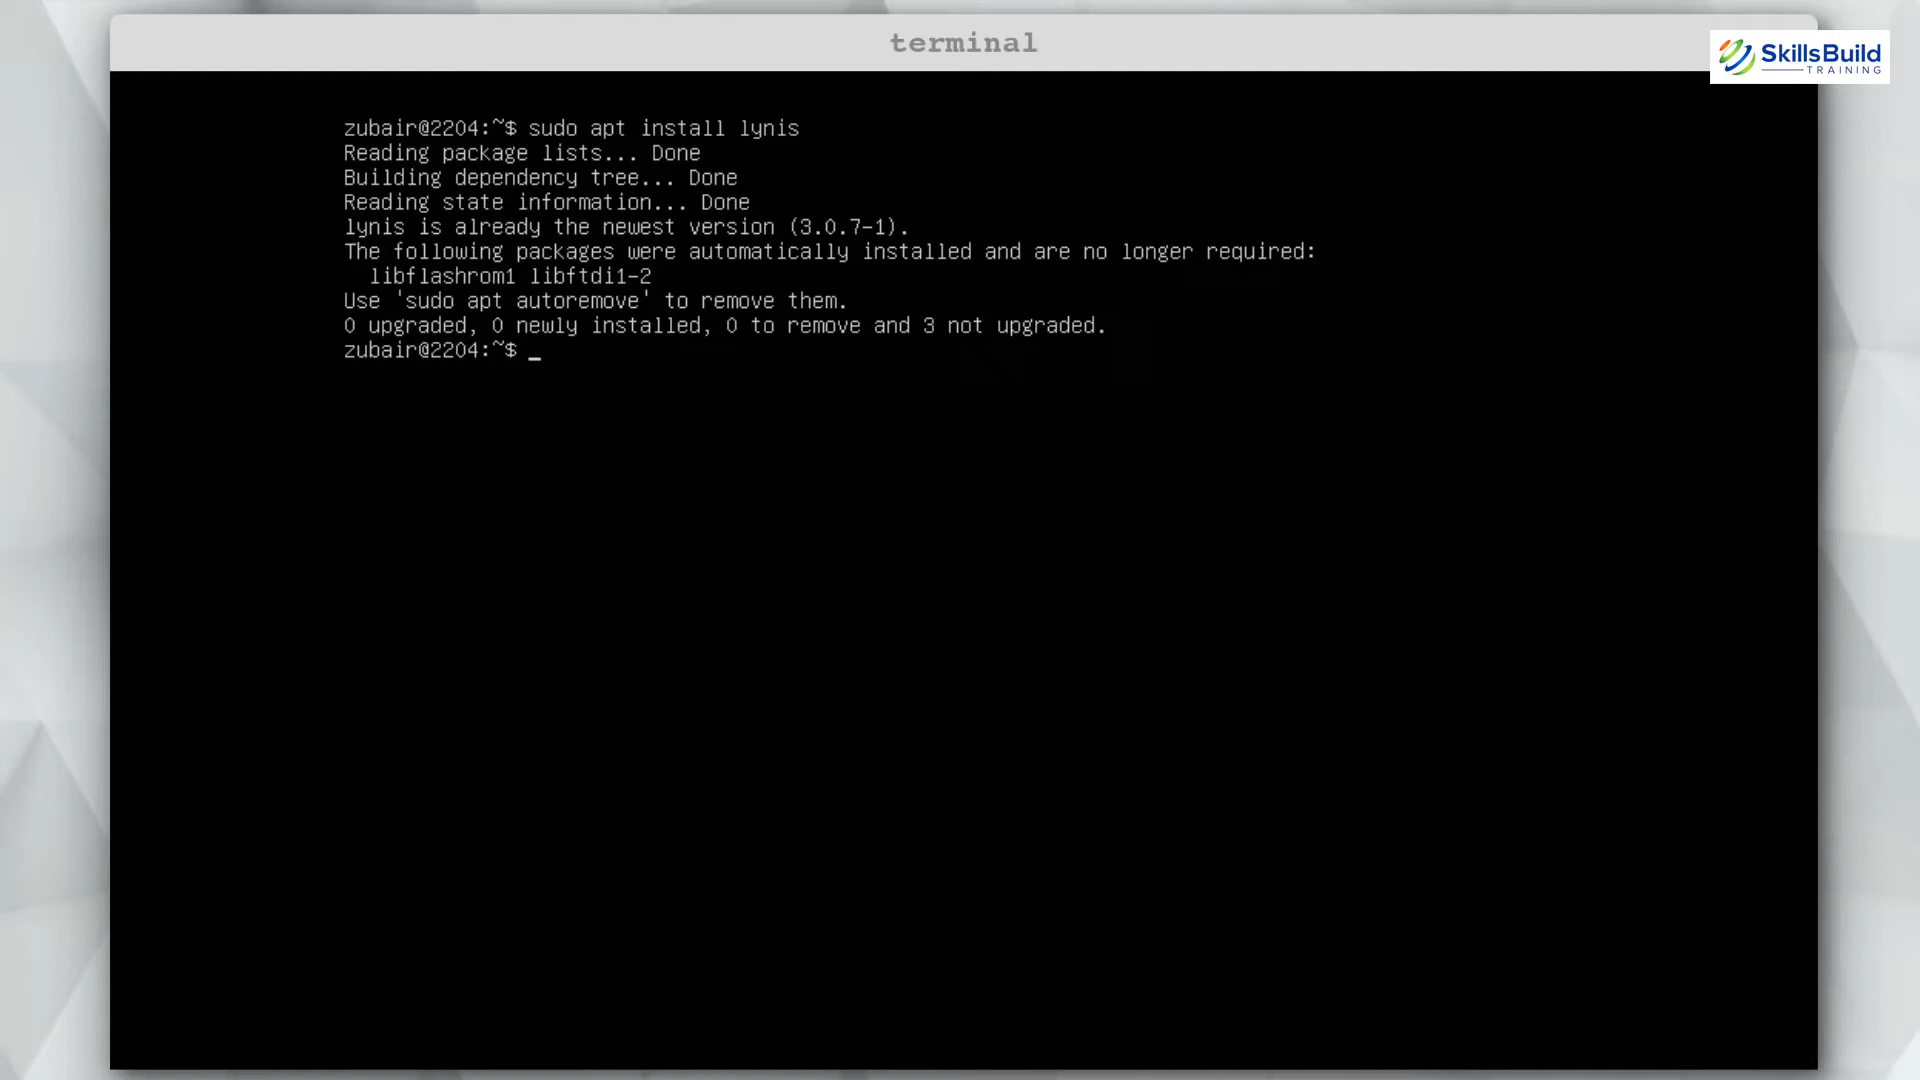 terminal
SkillsBuild
TRAINING
zubair@2204:~$ sudo apt install lynis
Reading package lists... Done
Building dependency tree... Done
Reading state information... Done
lynis is already the newest version (3.0.7-1).
The following packages were automatically installed and are no longer required:
  libflashrom1 libftdi1-2
Use 'sudo apt autoremove' to remove them.
0 upgraded, 0 newly installed, 0 to remove and 3 not upgraded.
zubair@2204:~$ _